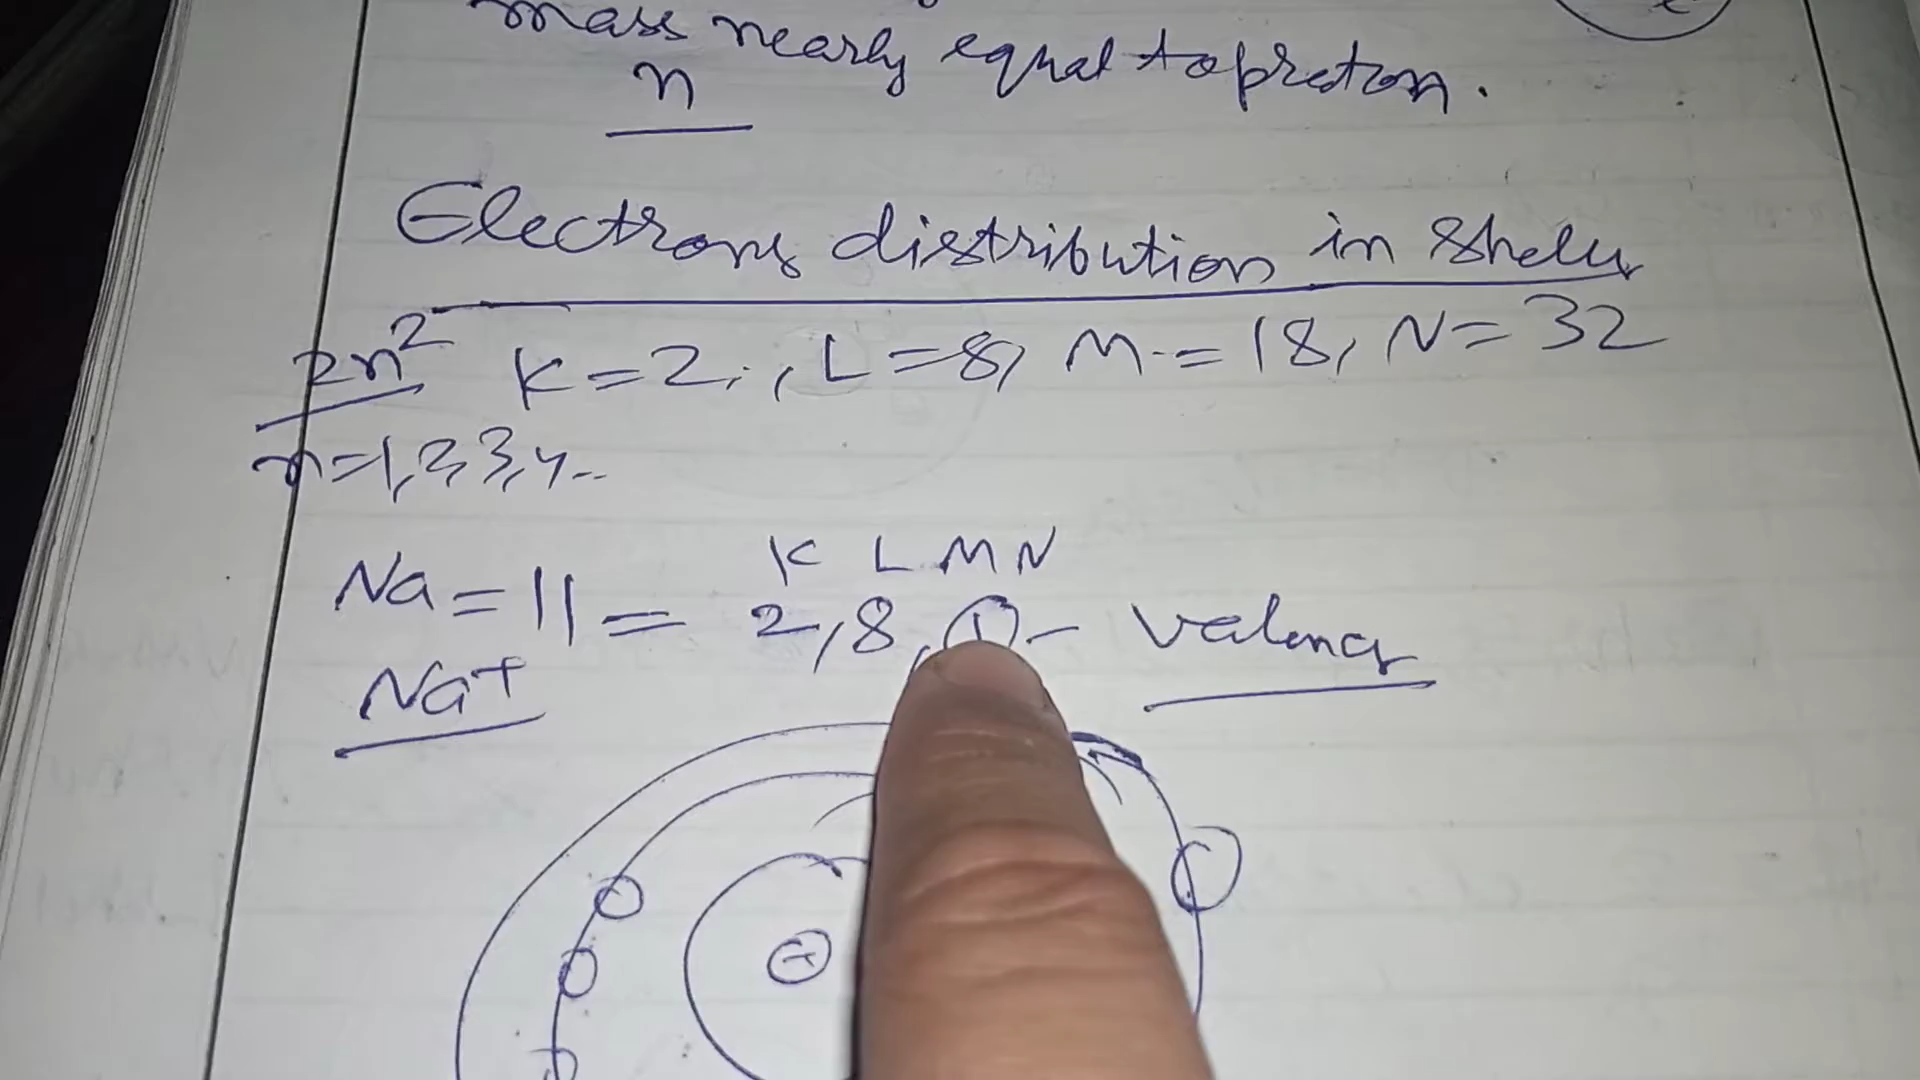 mass nearly equal to proton.
n
Electrons distribution in Shells
2n² K=2, L=8, M=18, N=32
n=1,2,3,4..
K L M N
Na = 11 = 2,8,1 - valency
Na+